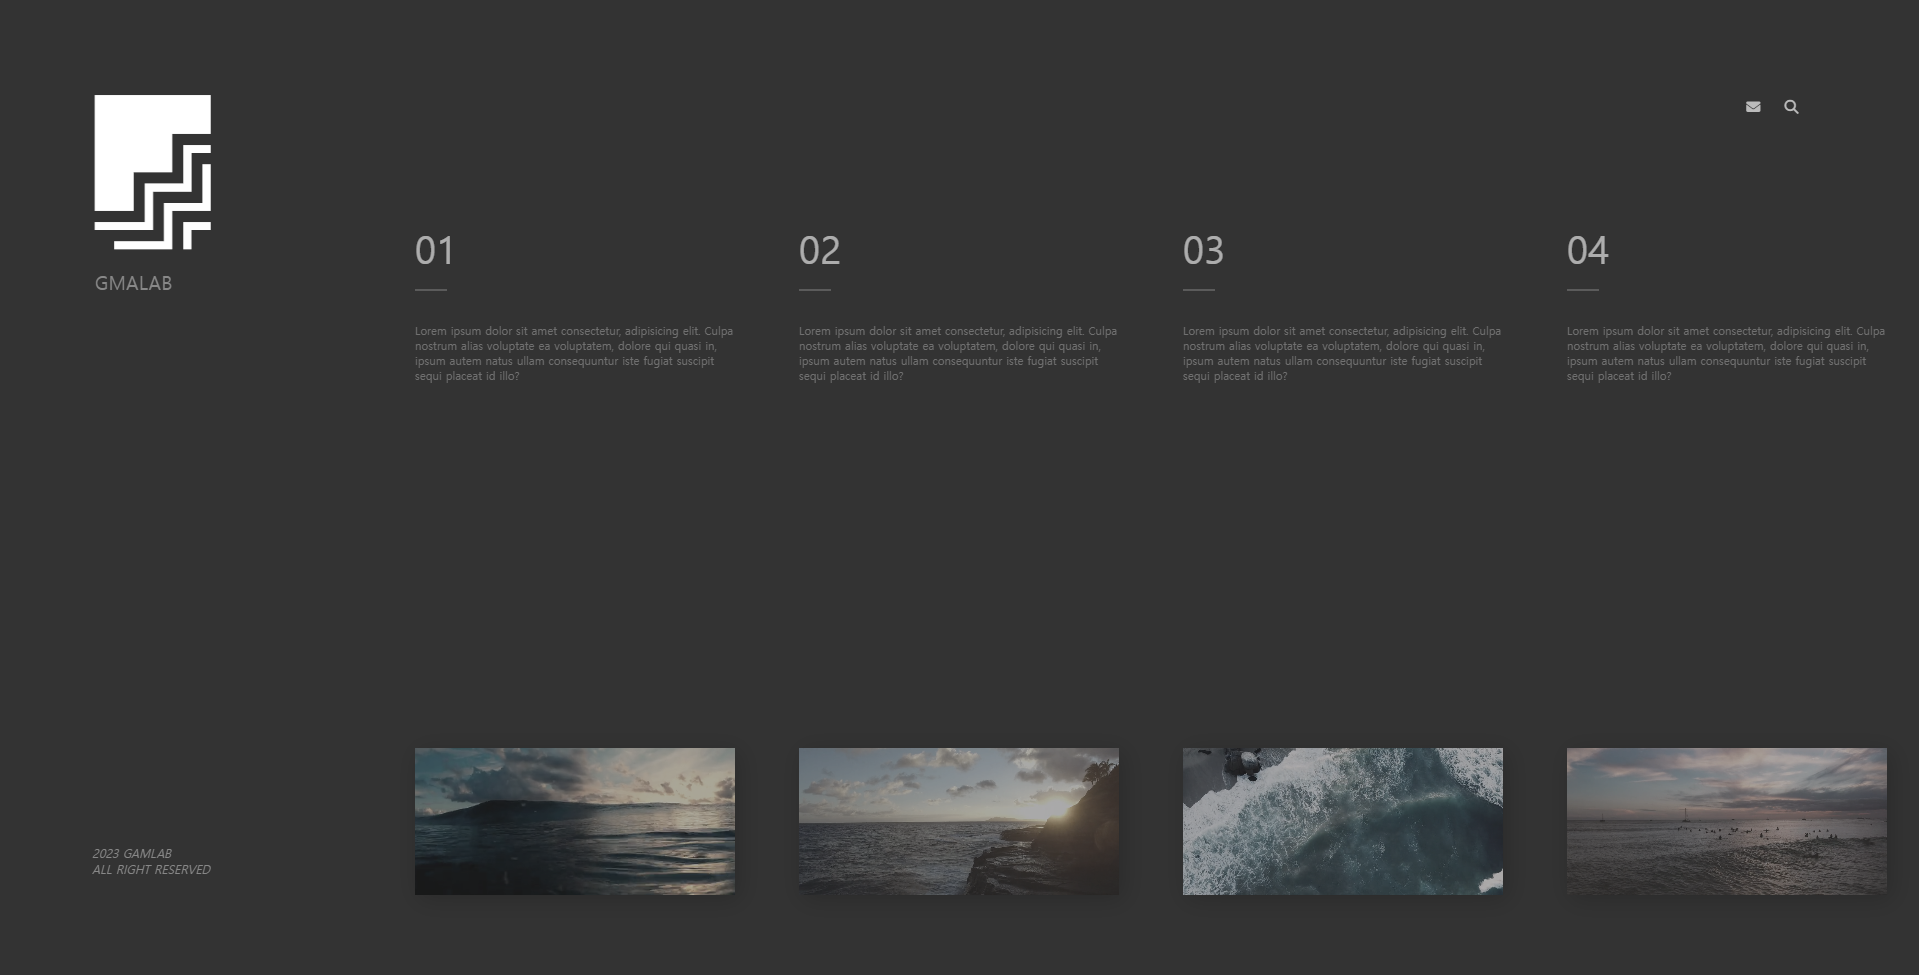 GMALAB
01
Lorem ipsum dolor sit amet consectetur, adipisicing elit. Culpa
nostrum alias voluptate ea voluptatem, dolore qui quasi in,
ipsum autem natus ullam consequuntur iste fugiat suscipit
sequi placeat id illo?
02
Lorem ipsum dolor sit amet consectetur, adipisicing elit. Culpa
nostrum alias voluptate ea voluptatem, dolore qui quasi in,
ipsum autem natus ullam consequuntur iste fugiat suscipit
sequi placeat id illo?
03
Lorem ipsum dolor sit amet consectetur, adipisicing elit. Culpa
nostrum alias voluptate ea voluptatem, dolore qui quasi in,
ipsum autem natus ullam consequuntur iste fugiat suscipit
sequi placeat id illo?
04
Lorem ipsum dolor sit amet consectetur, adipisicing elit. Culpa
nostrum alias voluptate ea voluptatem, dolore qui quasi in,
ipsum autem natus ullam consequuntur iste fugiat suscipit
sequi placeat id illo?
2023 GAMLAB
ALL RIGHT RESERVED